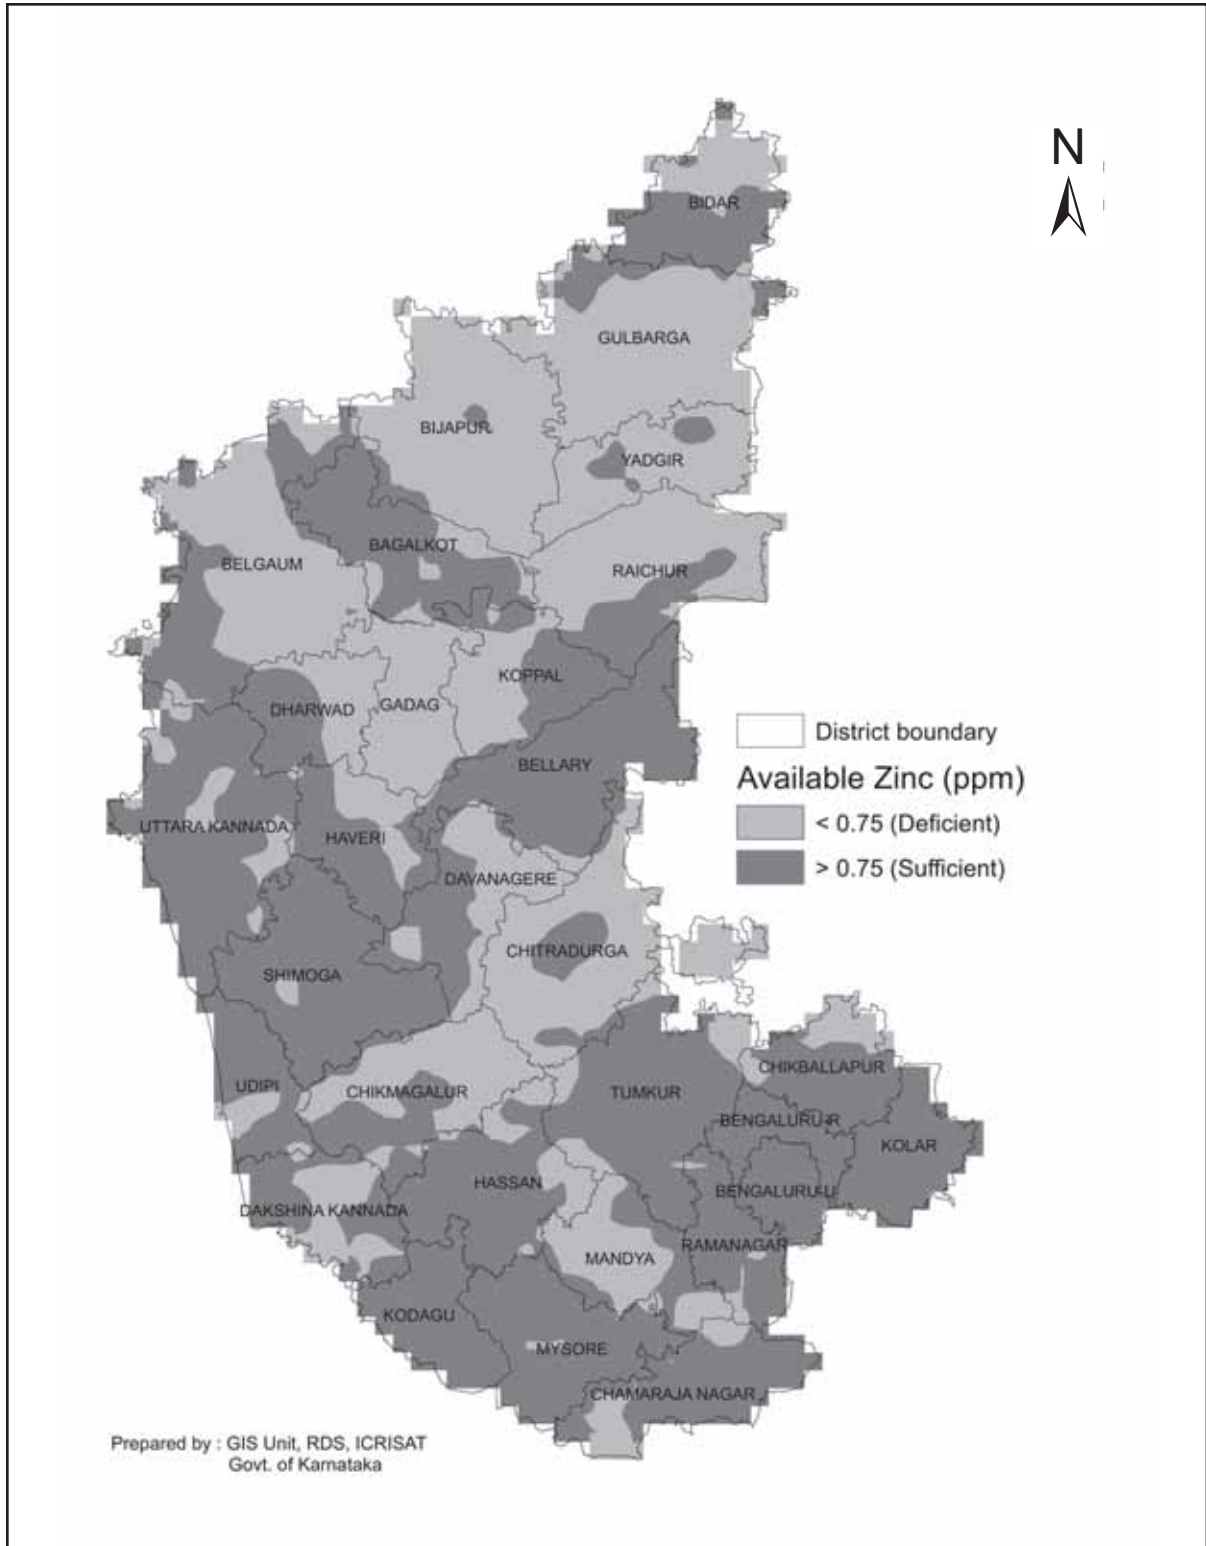 N
BIDAR
GULBARGA
BIJAPUR
YADGIR
BAGALKOT
BELGAUM
RAICHUR
KOPPAL
DHARWAD
GADAG
District boundary
BELLARY
Available Zinc (ppm)
UTTARA KANNADA
< 0.75 (Deficient)
HAVERI
> 0.75 (Sufficient)
DAVANAGERE
CHITRADURGA
SHIMOGA
CHIKBALLAPUR
UDIPI
CHIKMAGALUR
TUMKUR
BENGALURU-R
KOLAR
HASSAN
BENGALURU-U
DAKSHINA KANNADA
RAMANAGAR
MANDYA
KODAGU
MYSORE
CHAMARAJA NAGAR
Prepared by : GIS Unit, RDS, ICRISAT
Govt. of Karnataka